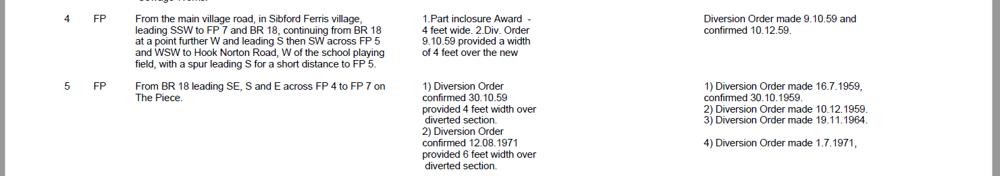 4 FP From the main village road, in Sibford Ferris village, 1.Part inclosure Award - Diversion Order made 9.10.59 and
leading SSW to FP 7 and BR 18, continuing from BR 18 4 feet wide. 2.Div. Order confirmed 10.12.59.
at a point further W and leading S then SW across FP 5 9.10.59 provided a width
and WSW to Hook Norton Road, W of the school playing of 4 feet over the new
field, with a spur leading S for a short distance to FP 5.
5 FP From BR 18 leading SE, S and E across FP 4 to FP 7 on 1) Diversion Order 1) Diversion Order made 16.7.1959,
The Piece. confirmed 30.10.59 confirmed 30.10.1959.
provided 4 feet width over 2) Diversion Order made 10.12.1959.
diverted section. 3) Diversion Order made 19.11.1964.
2) Diversion Order
confirmed 12.08.1971 4) Diversion Order made 1.7.1971,
provided 6 feet width over
diverted section.